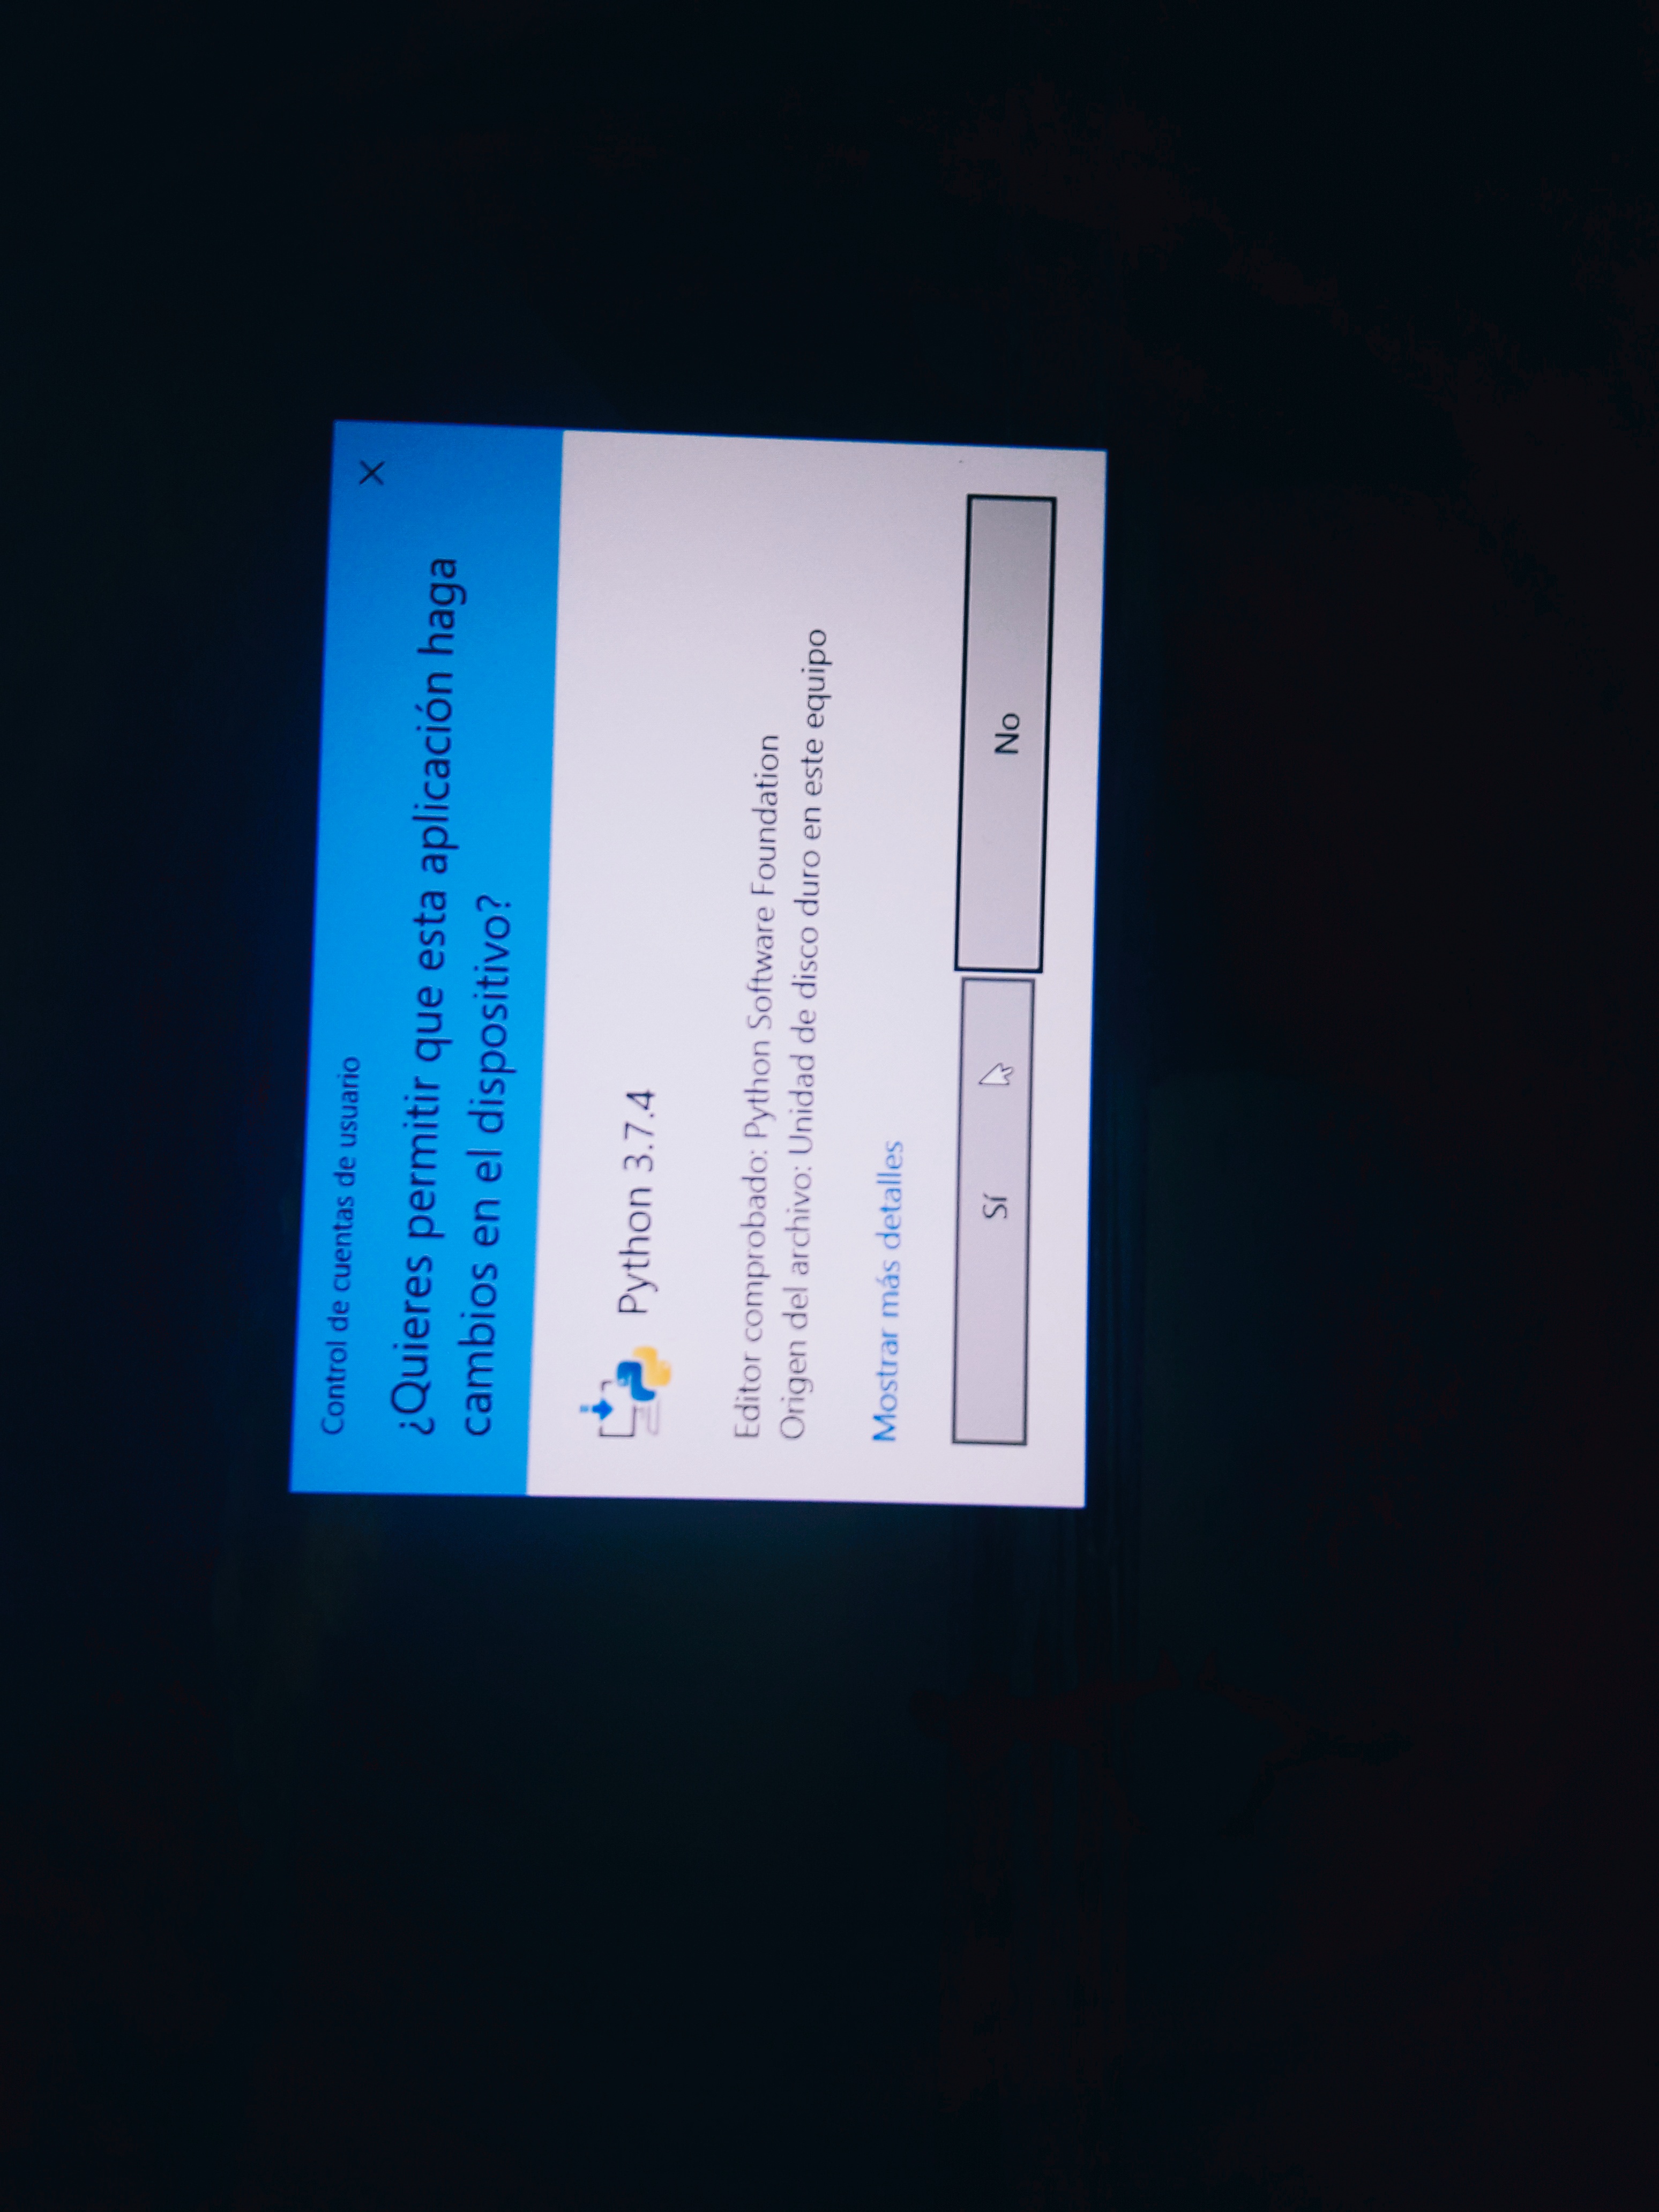 Control de cuentas de usuario
¿Quieres permitir que esta aplicación haga
cambios en el dispositivo?
Python 3.7.4
Editor comprobado: Python Software Foundation
Origen del archivo: Unidad de disco duro en este equipo
Mostrar más detalles
Sí
No